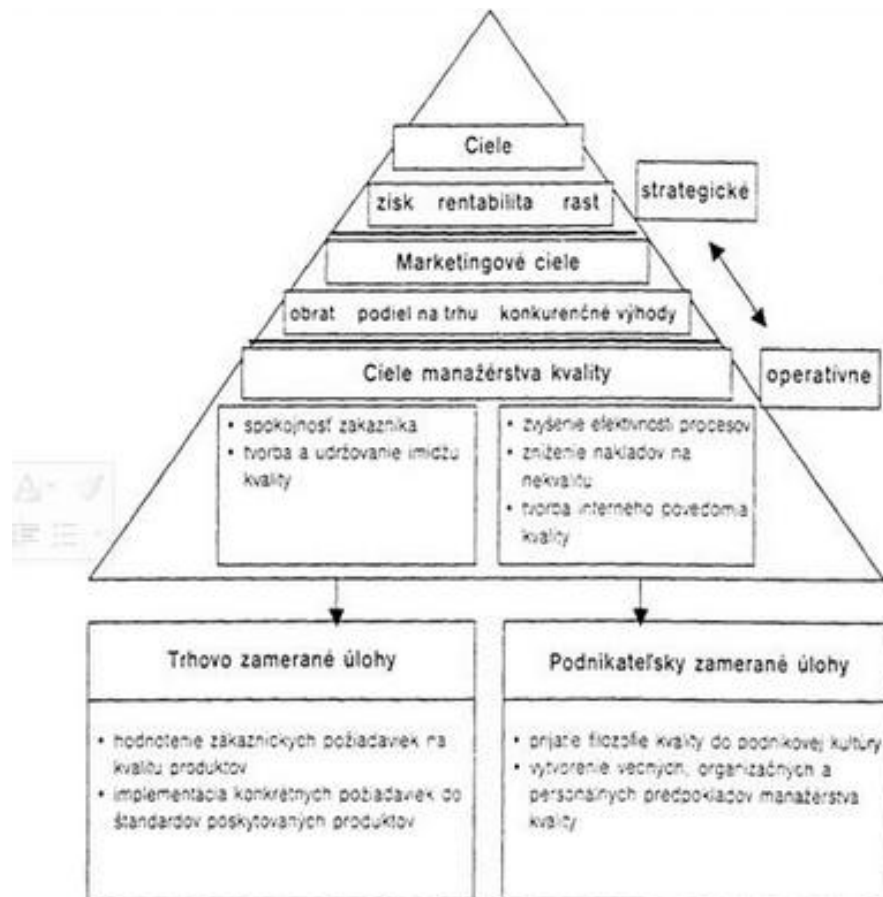 Ciele
zisk rentabilita rast
strategické
Marketingové ciele
obrat podiel na trhu konkurenčné výhody
Ciele manažérstva kvality
operatívne
• spokojnosť zákazníka
• tvorba a udržovanie imidžu
kvality
• zvýšenie efektivnosti procesov
• zníženie nákladov na
nekvalitu
• tvorba interného povedomia
kvality
Trhovo zamerané úlohy
• hodnotenie zákazníckych požiadaviek na
kvalitu produktov
• implementácia konkrétnych požiadaviek do
štandardov poskytovaných produktov
Podnikateľsky zamerané úlohy
• prijatie filozofie kvality do podnikovej kultúry
• vytvorenie vecných, organizačných a
personálnych predpokladov manažérstva
kvality